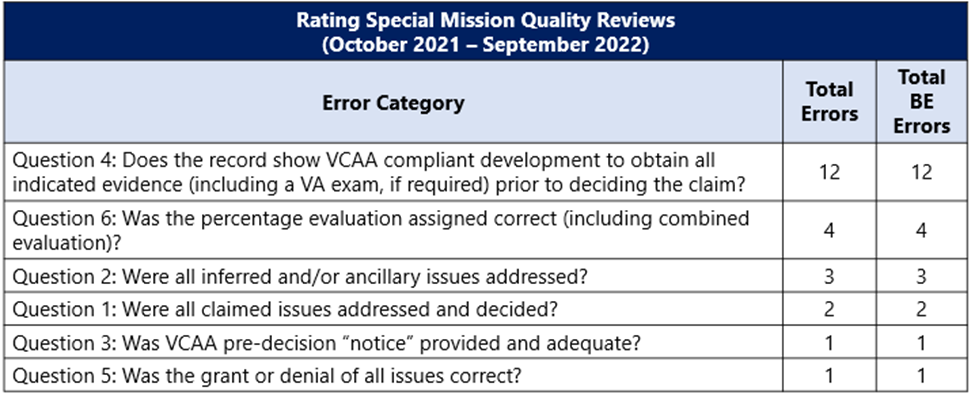 Rating Special Mission Quality Reviews
(October 2021 – September 2022)
Error Category
Total
Errors
Total
BE
Errors
Question 4: Does the record show VCAA compliant development to obtain all
indicated evidence (including a VA exam, if required) prior to deciding the claim?
12
12
Question 6: Was the percentage evaluation assigned correct (including combined
evaluation)?
4
4
Question 2: Were all inferred and/or ancillary issues addressed?
3
3
Question 1: Were all claimed issues addressed and decided?
2
2
Question 3: Was VCAA pre-decision “notice” provided and adequate?
1
1
Question 5: Was the grant or denial of all issues correct?
1
1